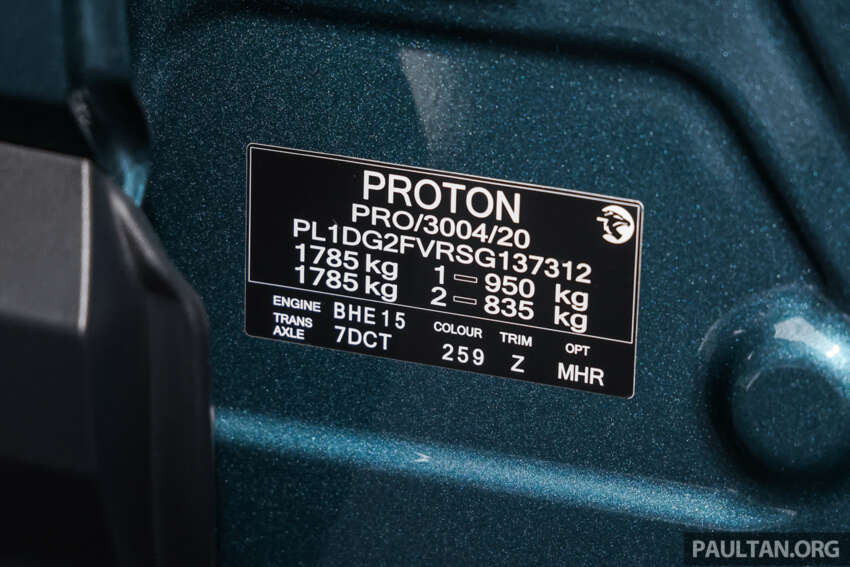 PROTON
PRO/3004/20
PL1DG2FVRSG137312
1785 kg 1 — 950 kg
1785 kg 2 — 835 kg
ENGINE BHE15
TRANS AXLE 7DCT
COLOUR 259
TRIM Z
OPT MHR
PAULTAN.ORG